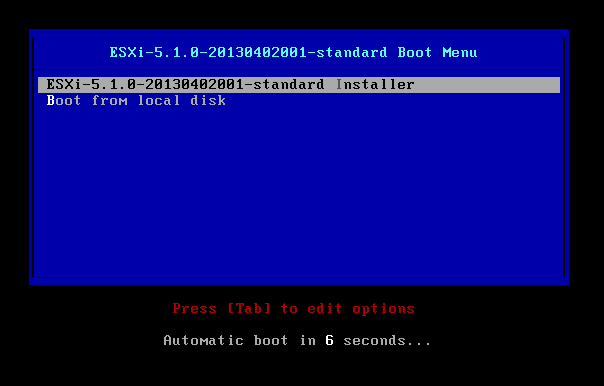 ESXi-5.1.0-20130402001-standard Boot Menu
ESXi-5.1.0-20130402001-standard Installer
Boot from local disk
Press [Tab] to edit options
Automatic boot in 6 seconds...